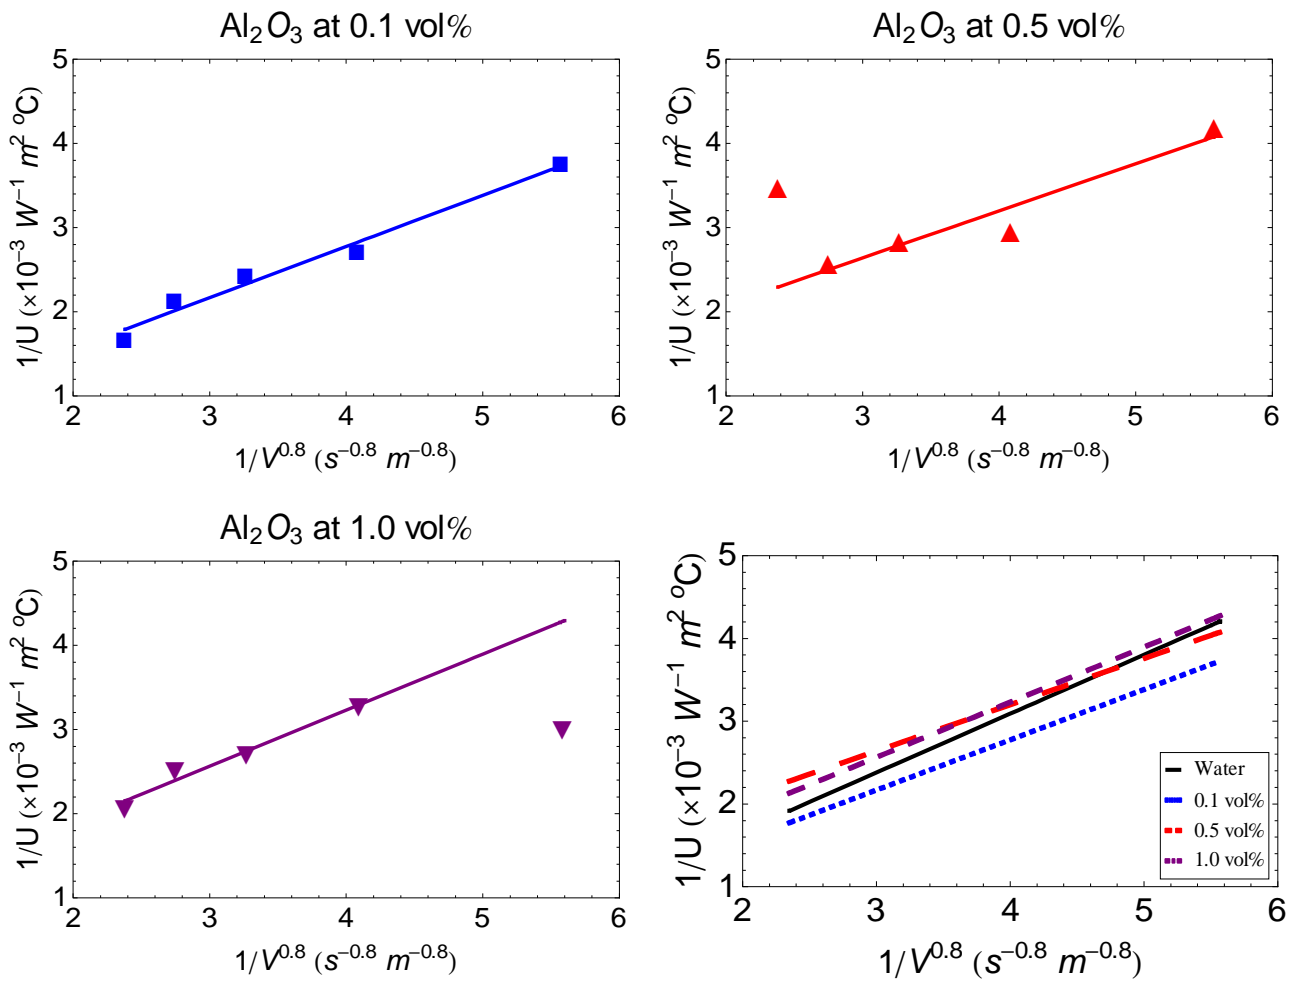 Al₂O₃ at 0.1 vol%
5
4
3
2
1
2 3 4 5 6
1/U (×10⁻³ W⁻¹ m² ºC)
1/V⁰·⁸ (s⁻⁰·⁸ m⁻⁰·⁸)
Al₂O₃ at 0.5 vol%
5
4
3
2
1
2 3 4 5 6
1/U (×10⁻³ W⁻¹ m² ºC)
1/V⁰·⁸ (s⁻⁰·⁸ m⁻⁰·⁸)
Al₂O₃ at 1.0 vol%
5
4
3
2
1
2 3 4 5 6
1/U (×10⁻³ W⁻¹ m² ºC)
1/V⁰·⁸ (s⁻⁰·⁸ m⁻⁰·⁸)
5
4
3
2
1
2 3 4 5 6
1/U (×10⁻³ W⁻¹ m² ºC)
1/V⁰·⁸ (s⁻⁰·⁸ m⁻⁰·⁸)
Water
0.1 vol%
0.5 vol%
1.0 vol%